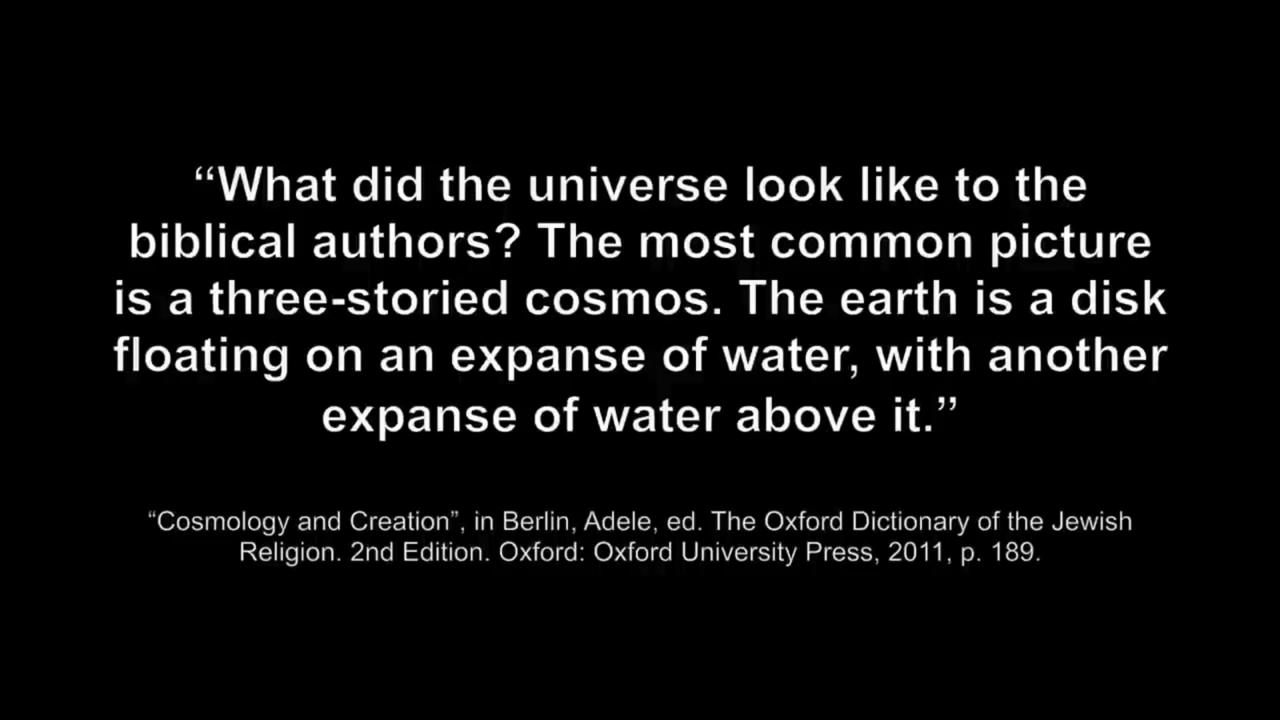 “What did the universe look like to the
biblical authors? The most common picture
is a three-storied cosmos. The earth is a disk
floating on an expanse of water, with another
expanse of water above it.”
“Cosmology and Creation”, in Berlin, Adele, ed. The Oxford Dictionary of the Jewish
Religion. 2nd Edition. Oxford: Oxford University Press, 2011, p. 189.